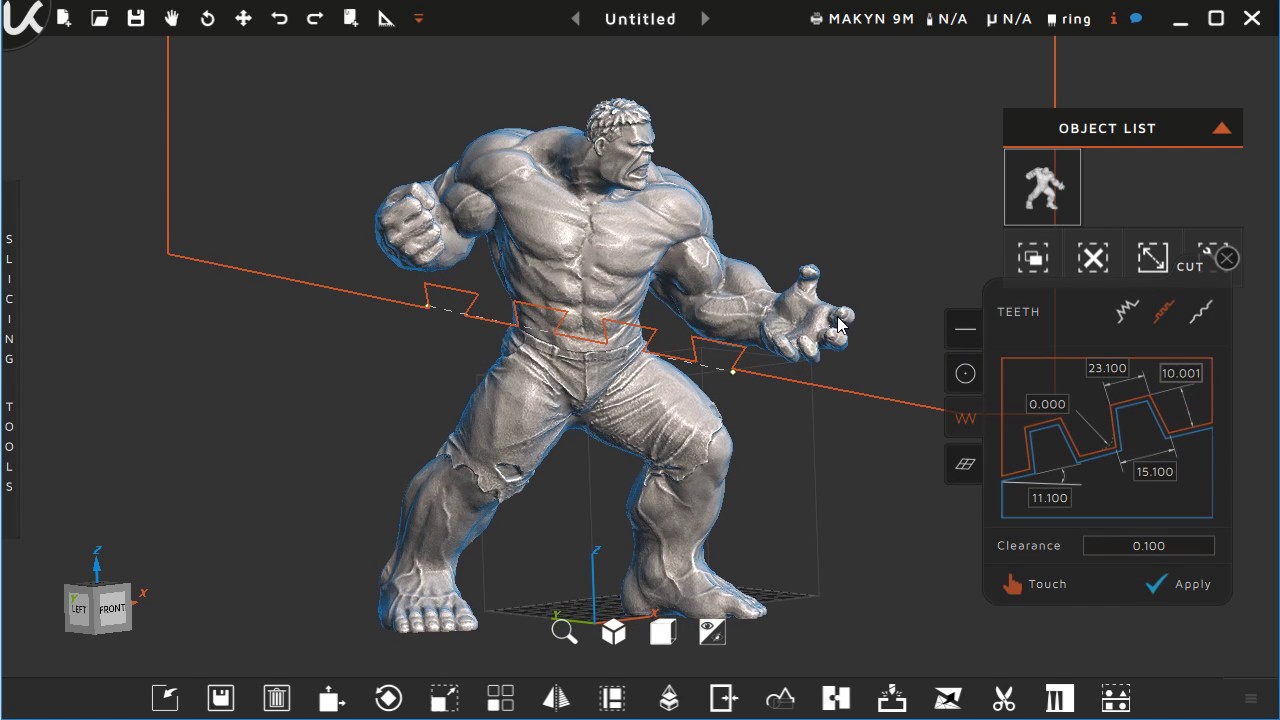 Untitled
MAKYN 9M
N/A
µ N/A
ring
OBJECT LIST
CUT
TEETH
23.100
10.001
0.000
15.100
11.100
Clearance
0.100
Touch
Apply
SLICING TOOLS
Z
X
Y
LEFT
FRONT
Z
Y
X